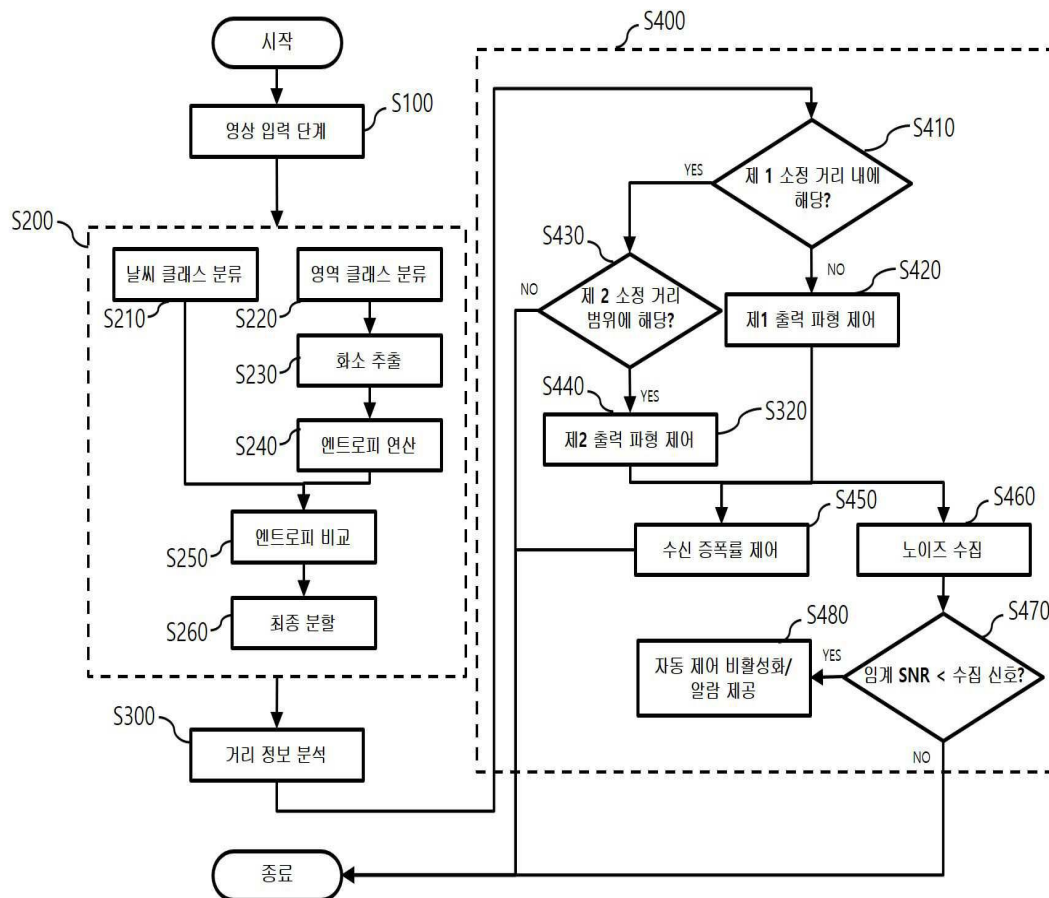 시작
S100
영상 입력 단계
S200
날씨 클래스 분류
S210
영역 클래스 분류
S220
화소 추출
S230
엔트로피 연산
S240
엔트로피 비교
S250
최종 분할
S260
거리 정보 분석
S300
종료
S400
S410
제 1 소정 거리 내에
해당?
YES
NO
S420
제1 출력 파형 제어
S430
제 2 소정 거리
범위에 해당?
NO
YES
S440
S320
제2 출력 파형 제어
S450
수신 증폭률 제어
S460
노이즈 수집
S470
임계 SNR < 수집 신호?
YES
NO
S480
자동 제어 비활성화/
알람 제공